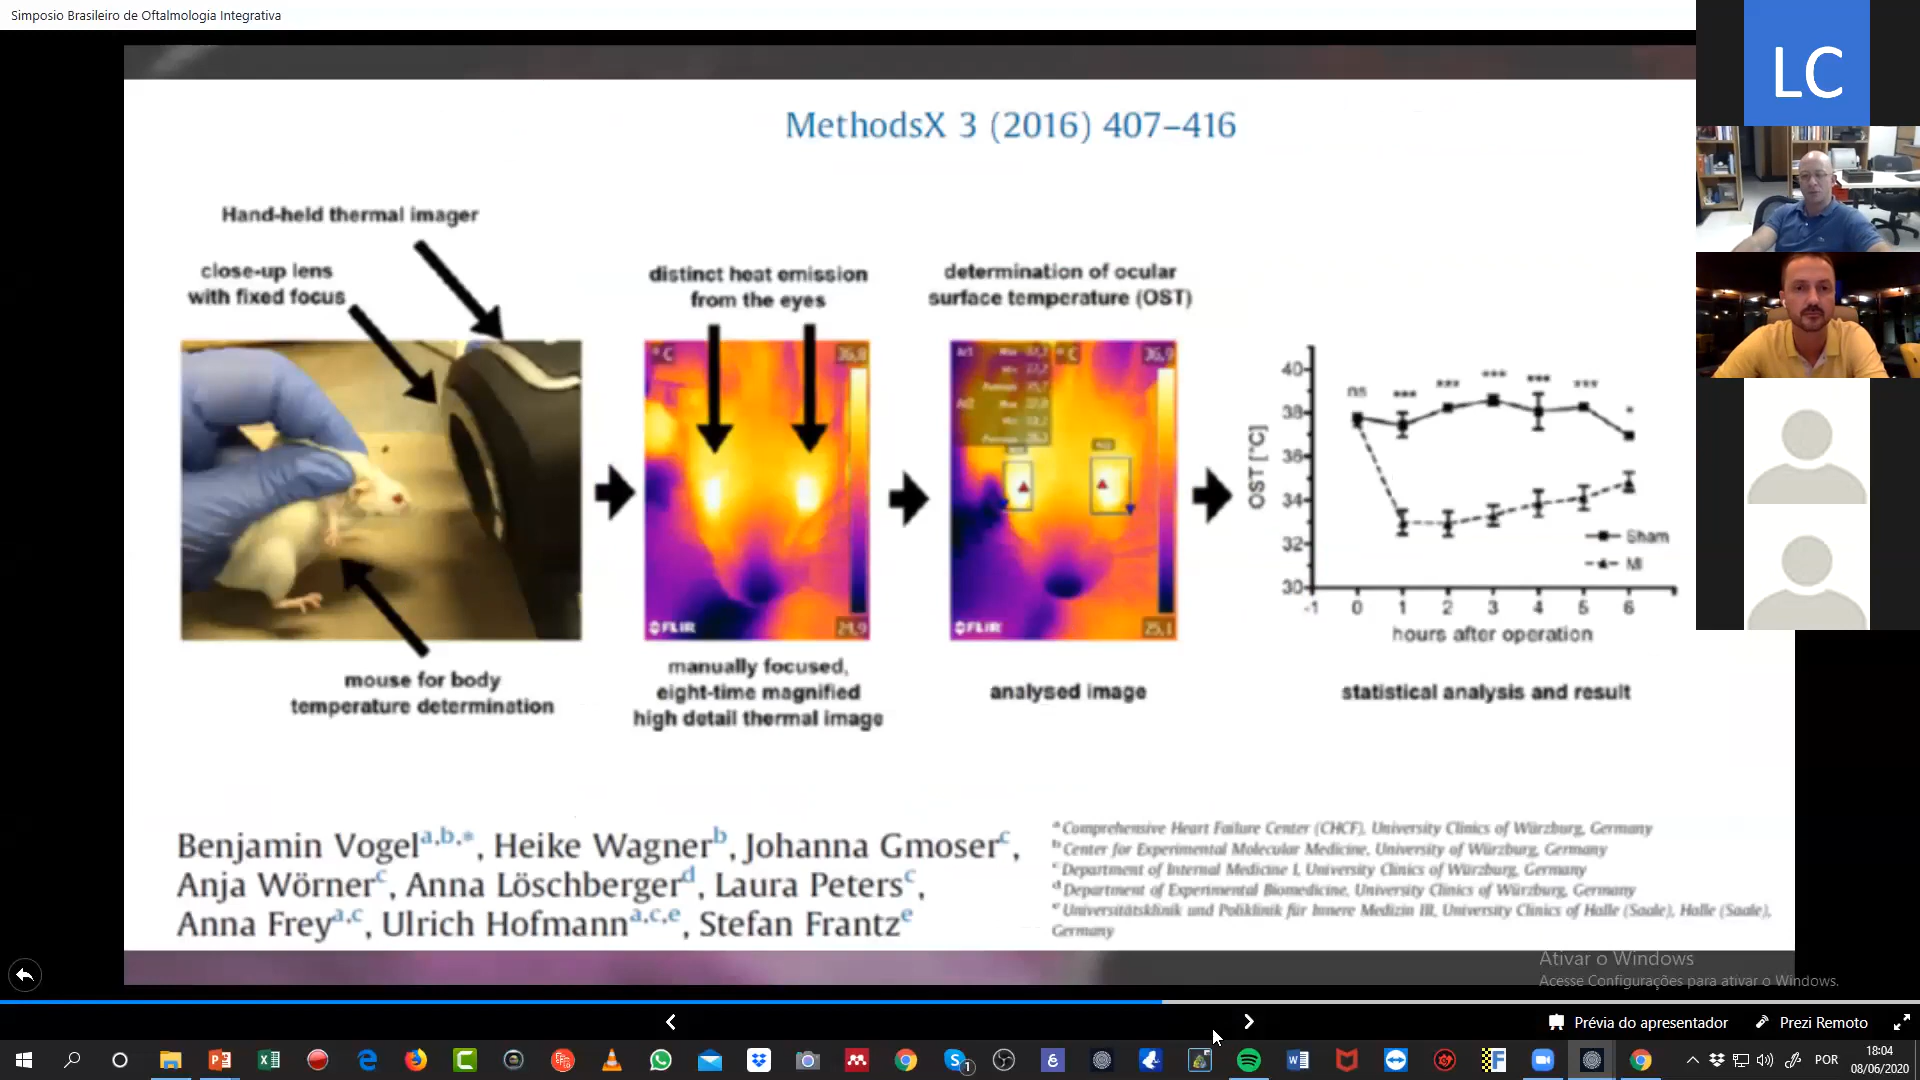 Simposio Brasileiro de Oftalmologia Integrativa
LC
MethodsX 3 (2016) 407–416
Hand-held thermal imager
close-up lens
with fixed focus
distinct heat emission
from the eyes
determination of ocular
surface temperature (OST)
°C
36,8
24,9
FLIR
°C
36,9
25,1
FLIR
mouse for body
temperature determination
manually focused,
eight-time magnified
high detail thermal image
analysed image
OST [°C]
40
38
36
34
32
30
ns
***
***
***
***
***
*
Sham
MI
-1 0 1 2 3 4 5 6
hours after operation
statistical analysis and result
Benjamin Vogel a,b,*, Heike Wagner b, Johanna Gmoser c,
Anja Wörner c, Anna Löschberger d, Laura Peters c,
Anna Frey a,c, Ulrich Hofmann a,c,e, Stefan Frantz e
a Comprehensive Heart Failure Center (CHCF), University Clinics of Würzburg, Germany
b Center for Experimental Molecular Medicine, University of Würzburg, Germany
c Department of Internal Medicine I, University Clinics of Würzburg, Germany
d Department of Experimental Biomedicine, University Clinics of Würzburg, Germany
e Universitätsklinik und Poliklinik für Innere Medizin III, University Clinics of Halle (Saale), Halle (Saale),
Germany
Ativar o Windows
Acesse Configurações para ativar o Windows.
Prévia do apresentador
Prezi Remoto
POR
18:04
08/06/2020